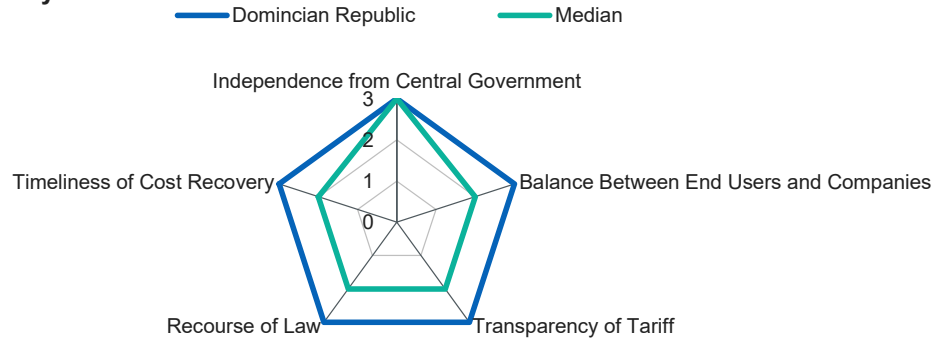 Domincian Republic
Median
Independence from Central Government
3
2
Timeliness of Cost Recovery
1
Balance Between End Users and Companies
0
Recourse of Law
Transparency of Tariff